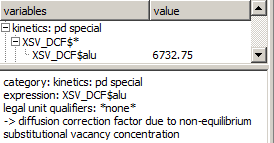 variables value
kinetics: pd special
XSV_DCF$*
XSV_DCF$alu 6732.75
category: kinetics: pd special
expression: XSV_DCF$alu
legal unit qualifiers: *none*
-> diffusion correction factor due to non-equilibrium
substitutional vacancy concentration